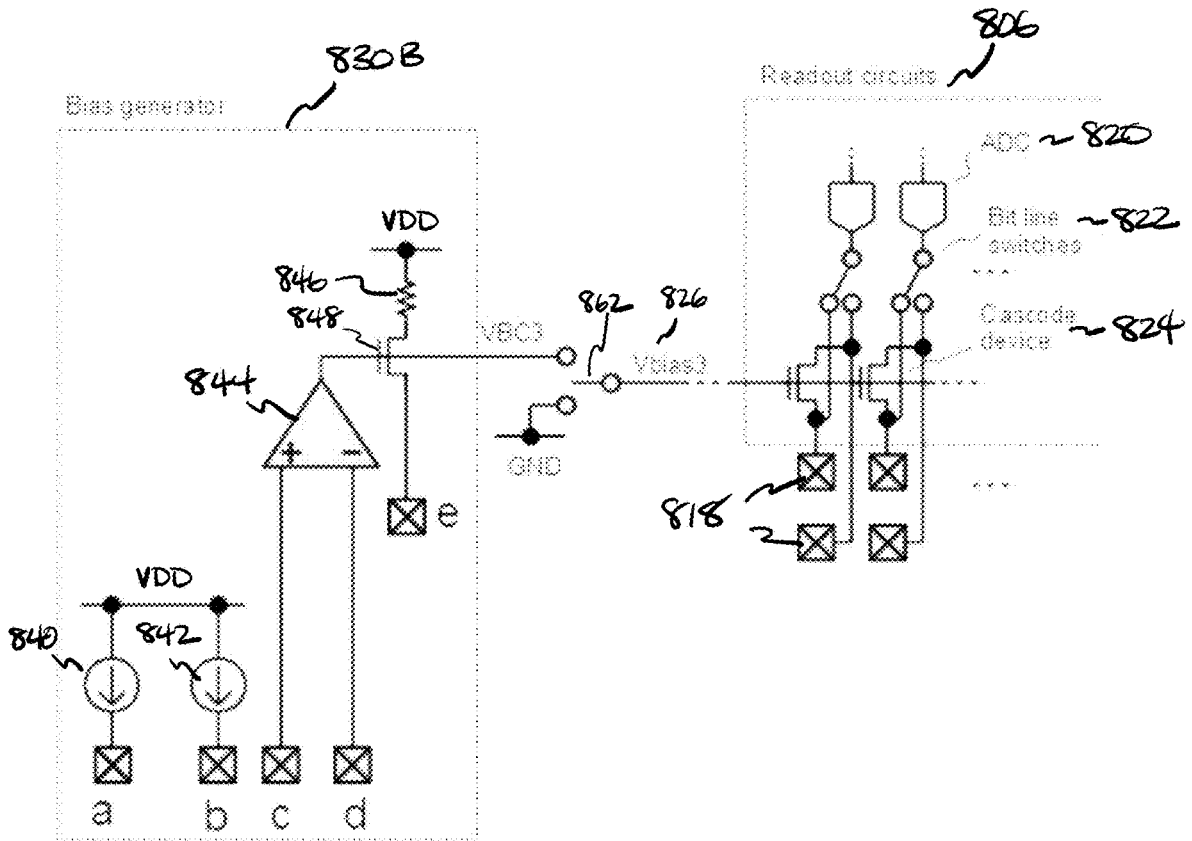 806
830B
Readout circuits
Bias generator
ADC
820
VDD
Bit line
switches
822
846
848
862
826
VBC3
Vbias3
Cascode
device
824
844
+
-
GND
e
818
VDD
840
842
a
b
c
d